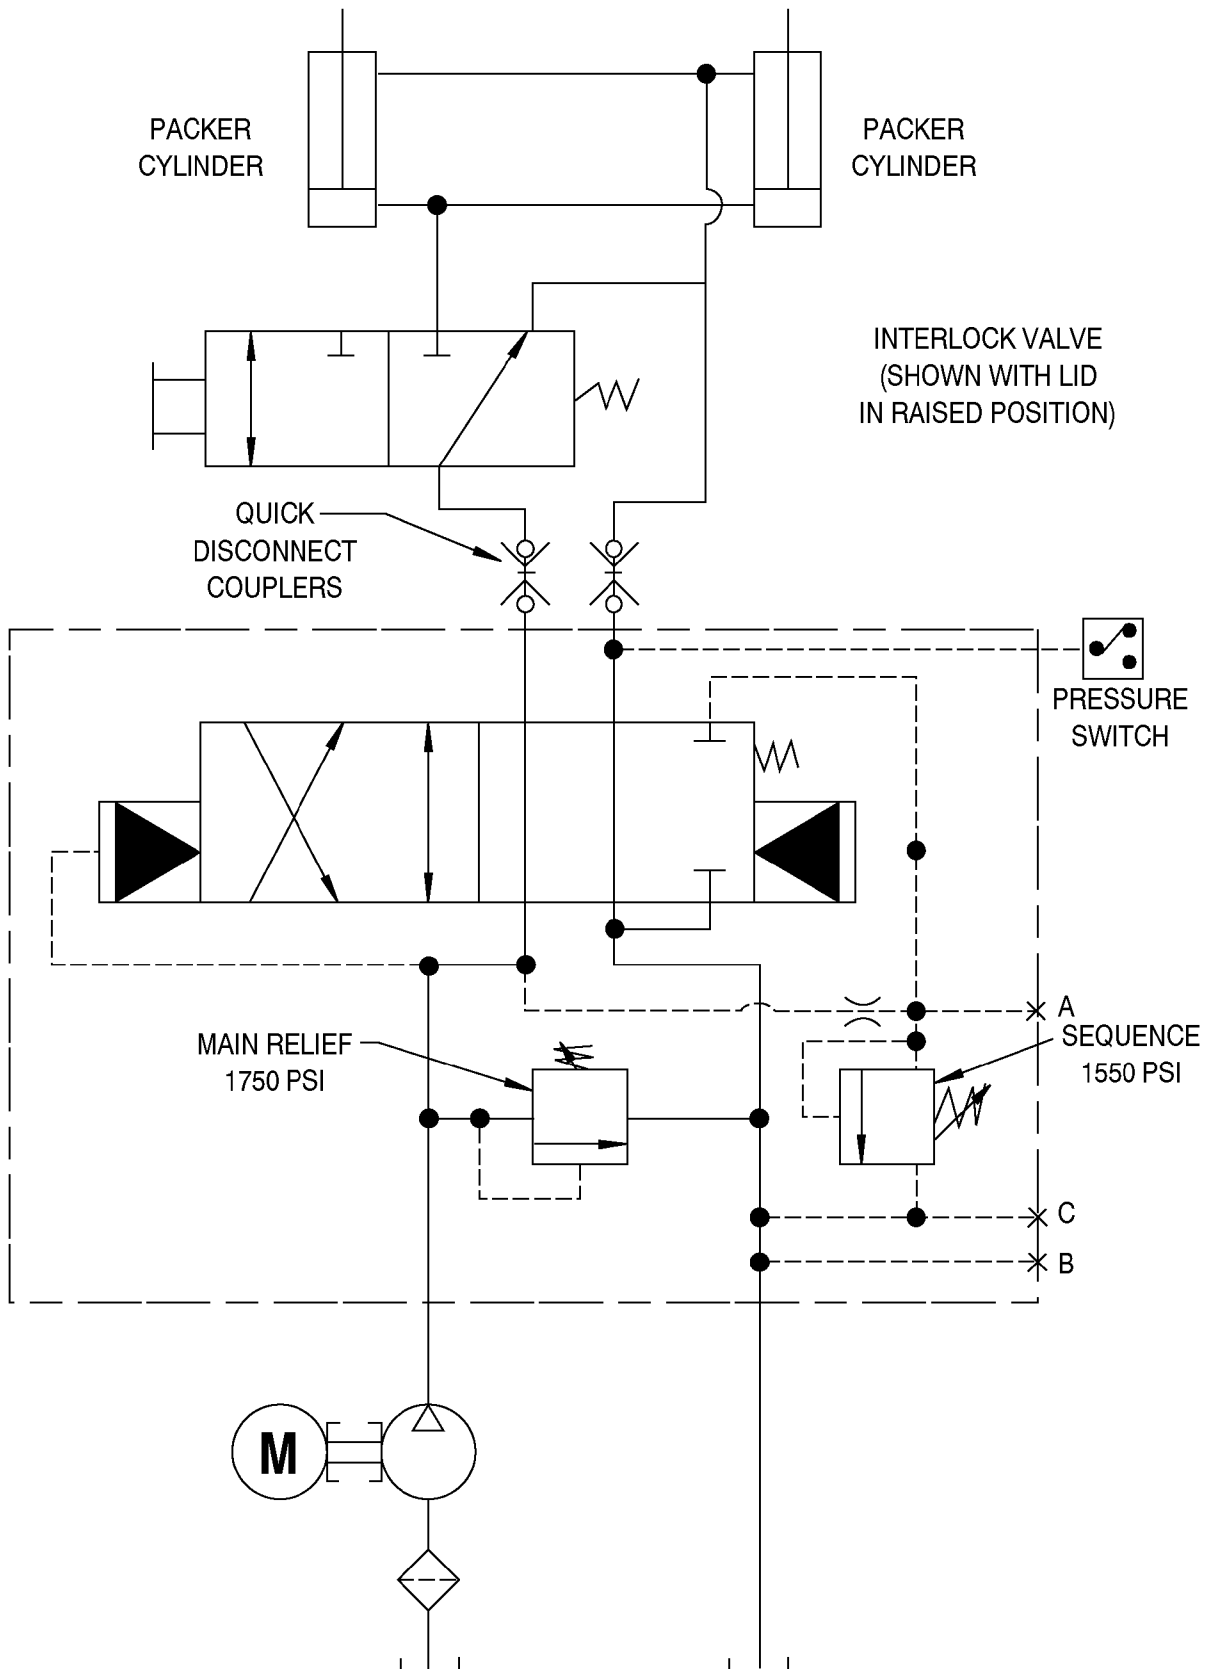 PACKER
CYLINDER
PACKER
CYLINDER
INTERLOCK VALVE
(SHOWN WITH LID
IN RAISED POSITION)
QUICK
DISCONNECT
COUPLERS
PRESSURE
SWITCH
A
MAIN RELIEF
1750 PSI
SEQUENCE
1550 PSI
C
B
M